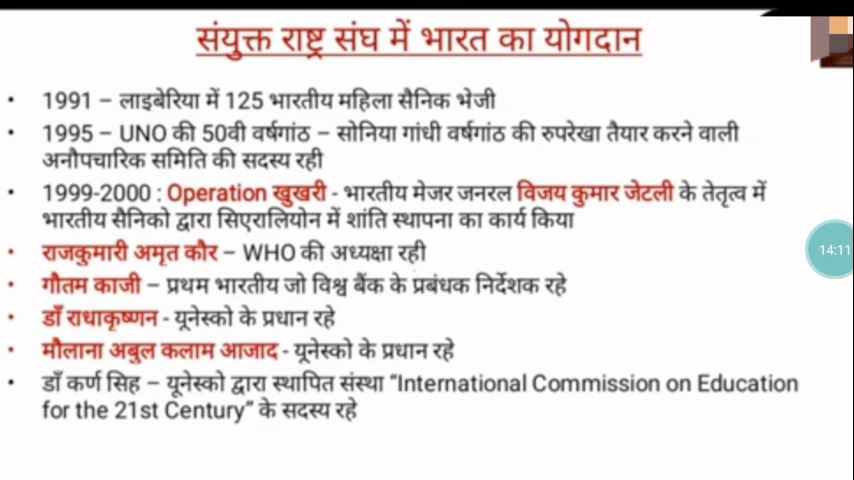 संयुक्त राष्ट्र संघ में भारत का योगदान
• 1991 – लाइबेरिया में 125 भारतीय महिला सैनिक भेजी
• 1995 – UNO की 50वी वर्षगांठ – सोनिया गांधी वर्षगांठ की रुपरेखा तैयार करने वाली
अनौपचारिक समिति की सदस्य रही
• 1999-2000 : Operation खुखरी - भारतीय मेजर जनरल विजय कुमार जेटली के तेतृत्व में
भारतीय सैनिको द्वारा सिएरालियोन में शांति स्थापना का कार्य किया
• राजकुमारी अमृत कौर – WHO की अध्यक्षा रही
• गौतम काजी – प्रथम भारतीय जो विश्व बैंक के प्रबंधक निर्देशक रहे
• डॉ राधाकृष्णन - यूनेस्को के प्रधान रहे
• मौलाना अबुल कलाम आजाद - यूनेस्को के प्रधान रहे
• डॉ कर्ण सिह – यूनेस्को द्वारा स्थापित संस्था “International Commission on Education
for the 21st Century” के सदस्य रहे
14:11